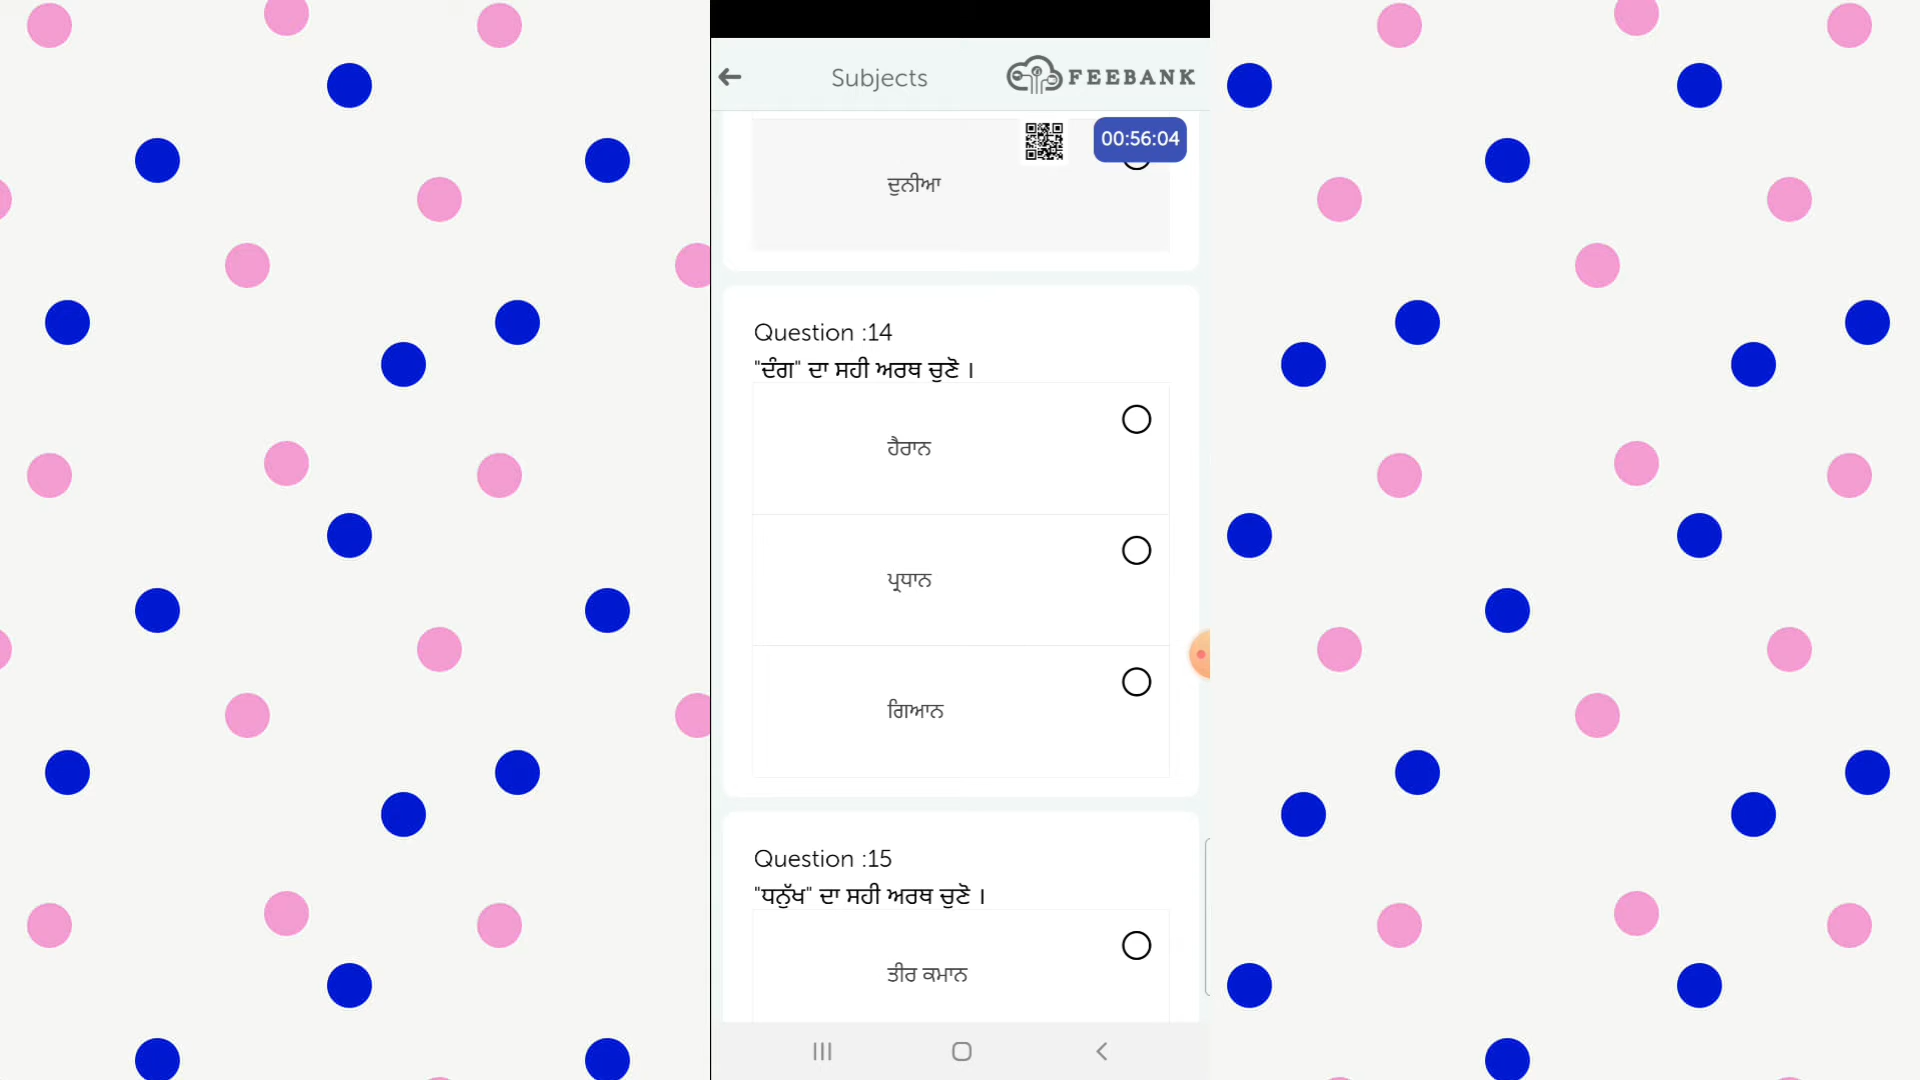 Subjects
FEEBANK
00:56:04
ਦੁਨੀਆ
Question :14
"ਦੰਗ" ਦਾ ਸਹੀ ਅਰਥ ਚੁਣੋ ।
ਹੈਰਾਨ
ਪ੍ਰਧਾਨ
ਗਿਆਨ
Question :15
"ਧਨੁੱਖ" ਦਾ ਸਹੀ ਅਰਥ ਚੁਣੋ ।
ਤੀਰ ਕਮਾਨ